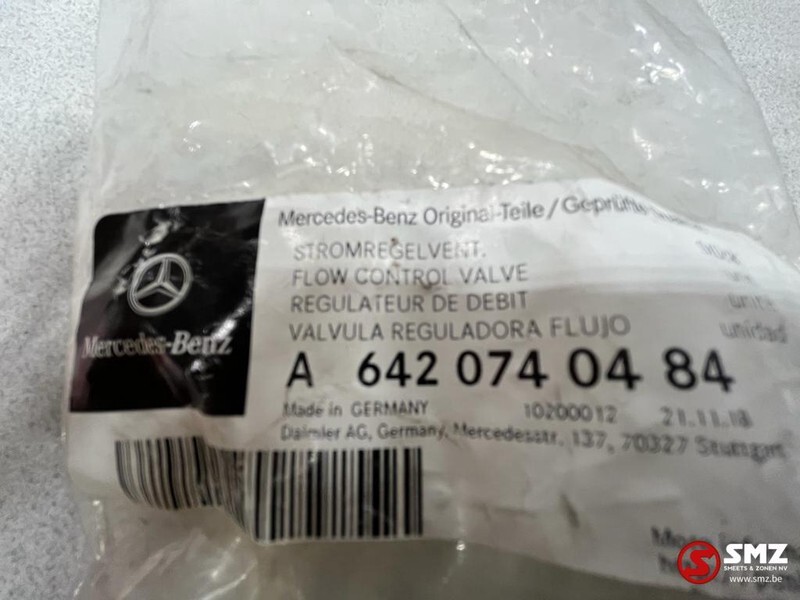 Mercedes-Benz
Mercedes-Benz Original-Teile/Geprüfte
STROMREGELVENT.
FLOW CONTROL VALVE
REGULATEUR DE DEBIT
VALVULA REGULADORA FLUJO unidad
A 642 074 04 84
Made in GERMANY 10200012 21.11.18
Daimler AG, Germany, Mercedesstr. 137, 70327 Stuttgart
SMZ
SMEETS & ZONEN NV
www.smz.be